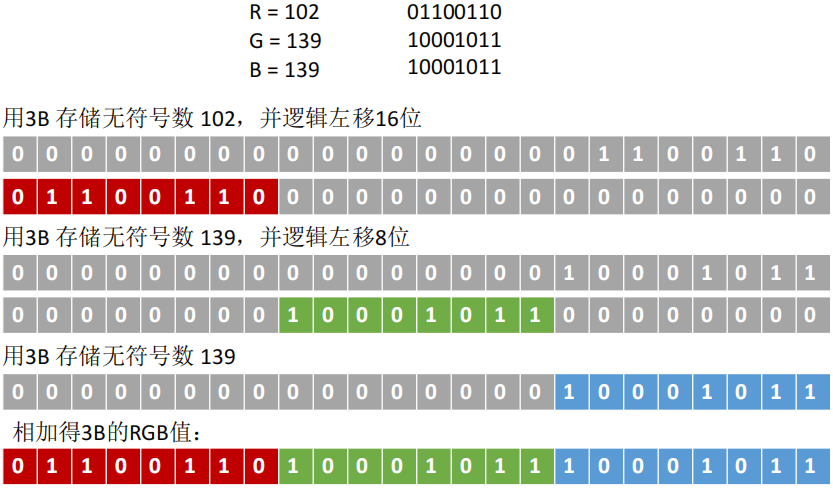 R = 102 01100110
G = 139 10001011
B = 139 10001011
用3B 存储无符号数 102，并逻辑左移16位
0 0 0 0 0 0 0 0 0 0 0 0 0 0 0 0 0 1 1 0 0 1 1 0
0 1 1 0 0 1 1 0 0 0 0 0 0 0 0 0 0 0 0 0 0 0 0 0
用3B 存储无符号数 139，并逻辑左移8位
0 0 0 0 0 0 0 0 0 0 0 0 0 0 0 0 1 0 0 0 1 0 1 1
0 0 0 0 0 0 0 0 1 0 0 0 1 0 1 1 0 0 0 0 0 0 0 0
用3B 存储无符号数 139
0 0 0 0 0 0 0 0 0 0 0 0 0 0 0 0 1 0 0 0 1 0 1 1
相加得3B的RGB值：
0 1 1 0 0 1 1 0 1 0 0 0 1 0 1 1 1 0 0 0 1 0 1 1